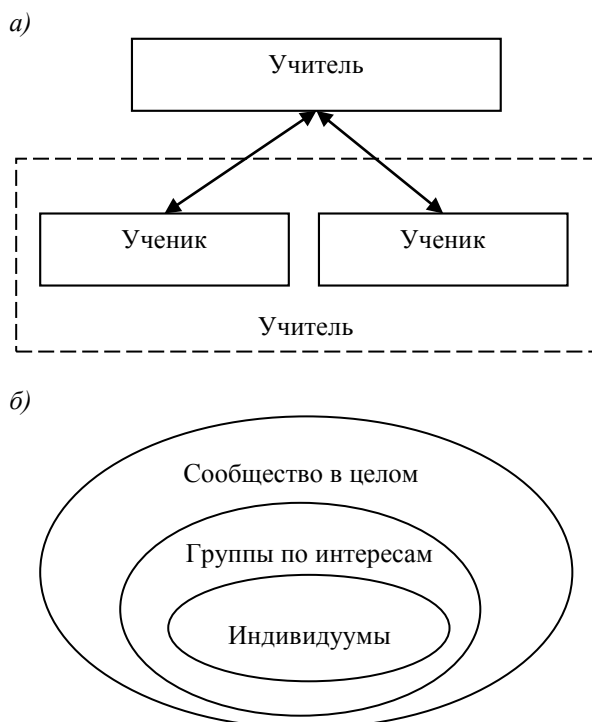 а)
Учитель
Ученик Ученик
Учитель
б)
Сообщество в целом
Группы по интересам
Индивидуумы